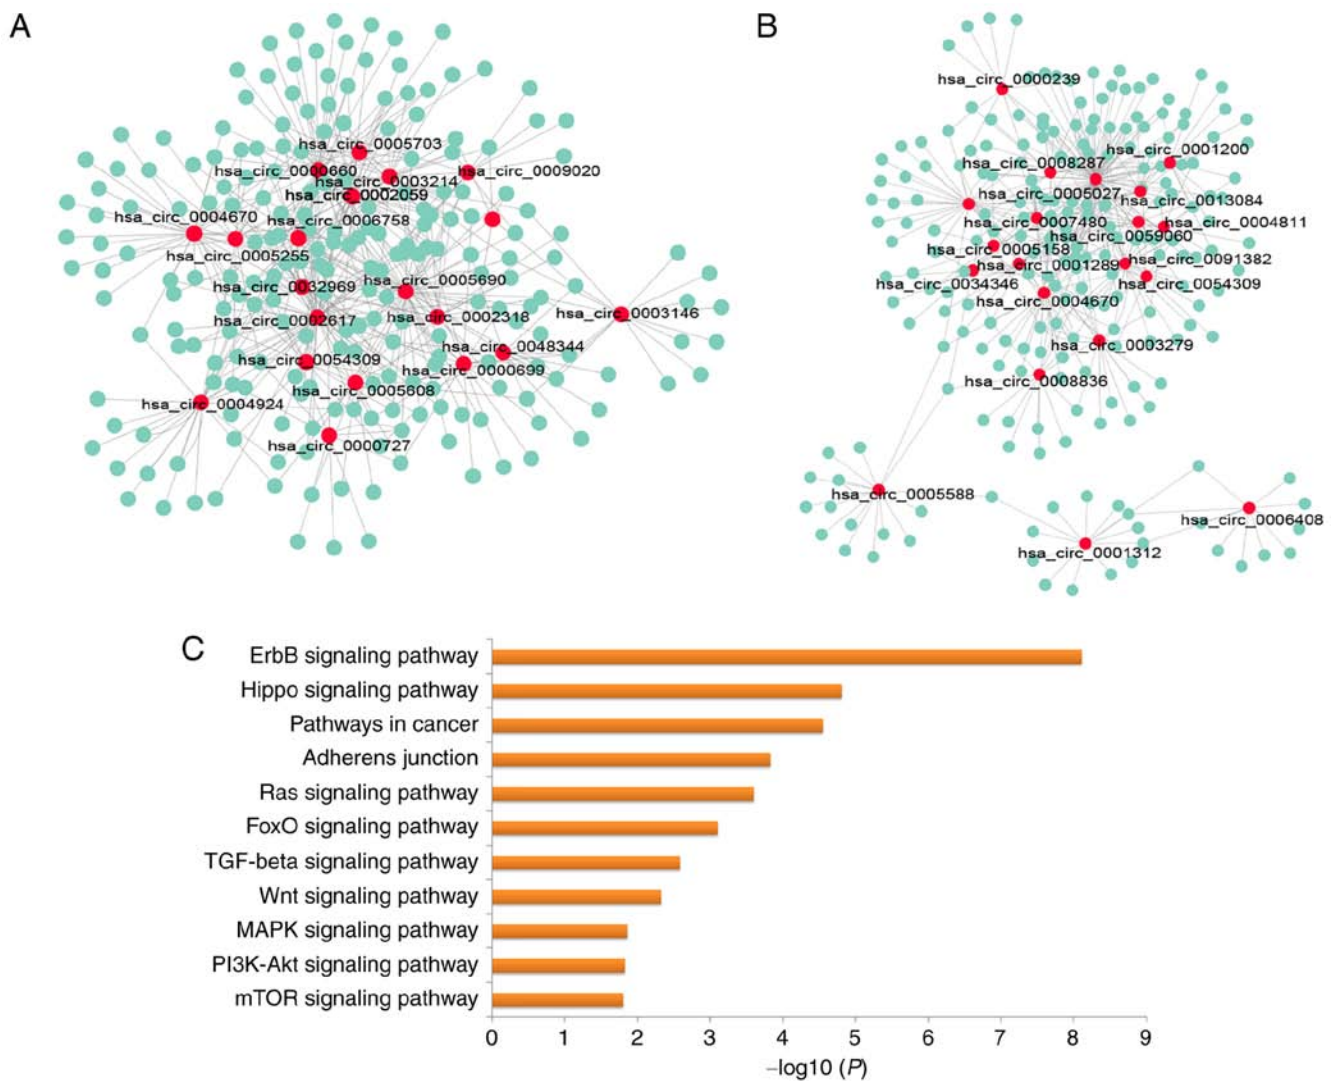 A
hsa_circ_0005703
hsa_circ_0000660
hsa_circ_0009020
hsa_circ_0003214
hsa_circ_0002059
hsa_circ_0004670
hsa_circ_0006758
hsa_circ_0005255
hsa_circ_0032969
hsa_circ_0005690
hsa_circ_0002617
hsa_circ_0002318
hsa_circ_0003146
hsa_circ_0048344
hsa_circ_0054309
hsa_circ_0000699
hsa_circ_0005608
hsa_circ_0004924
hsa_circ_0000727
B
hsa_circ_0000239
hsa_circ_0001200
hsa_circ_0008287
hsa_circ_0005027
hsa_circ_0013084
hsa_circ_0007480
hsa_circ_0004811
hsa_circ_0059060
hsa_circ_0005158
hsa_circ_0001289
hsa_circ_0091382
hsa_circ_0034346
hsa_circ_0054309
hsa_circ_0004670
hsa_circ_0003279
hsa_circ_0008836
hsa_circ_0005588
hsa_circ_0006408
hsa_circ_0001312
C
ErbB signaling pathway
Hippo signaling pathway
Pathways in cancer
Adherens junction
Ras signaling pathway
FoxO signaling pathway
TGF-beta signaling pathway
Wnt signaling pathway
MAPK signaling pathway
PI3K-Akt signaling pathway
mTOR signaling pathway
0 1 2 3 4 5 6 7 8 9
–log10 (P)